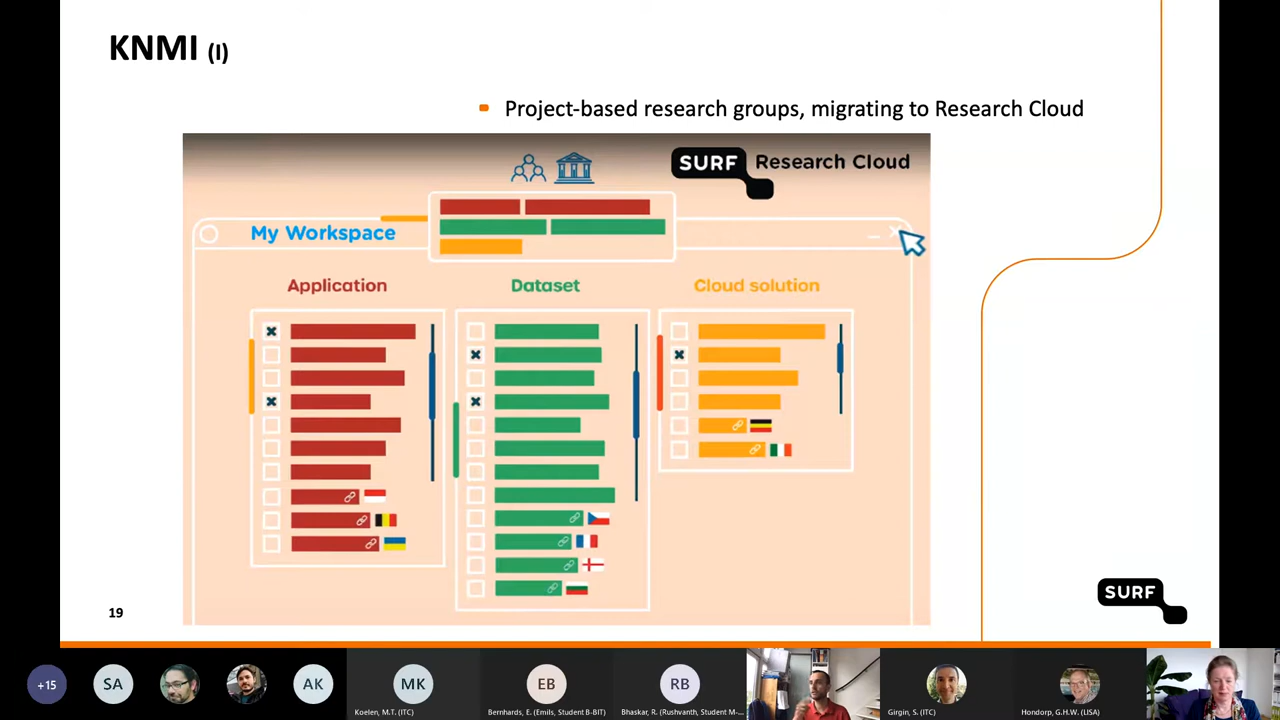 KNMI (I)
Project-based research groups, migrating to Research Cloud
SURF Research Cloud
My Workspace
Application
Dataset
Cloud solution
19
SURF
+15
SA
AK
MK
EB
RB
Koelen, M.T. (ITC)
Bernhards, E. (Emils, Student B-BIT)
Bhaskar, R. (Rushvanth, Student M-...
Girgin, S. (ITC)
Hondorp, G.H.W. (LISA)